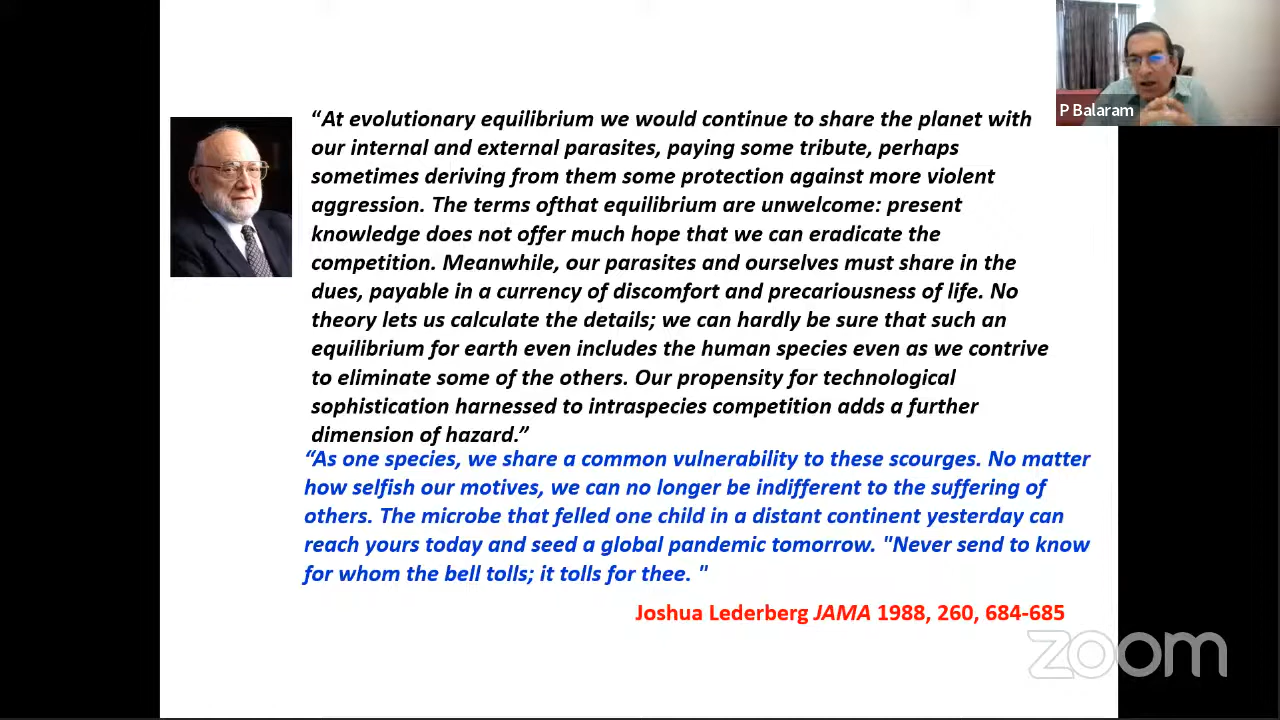 P Balaram
“At evolutionary equilibrium we would continue to share the planet with
our internal and external parasites, paying some tribute, perhaps
sometimes deriving from them some protection against more violent
aggression. The terms ofthat equilibrium are unwelcome: present
knowledge does not offer much hope that we can eradicate the
competition. Meanwhile, our parasites and ourselves must share in the
dues, payable in a currency of discomfort and precariousness of life. No
theory lets us calculate the details; we can hardly be sure that such an
equilibrium for earth even includes the human species even as we contrive
to eliminate some of the others. Our propensity for technological
sophistication harnessed to intraspecies competition adds a further
dimension of hazard.”
“As one species, we share a common vulnerability to these scourges. No matter
how selfish our motives, we can no longer be indifferent to the suffering of
others. The microbe that felled one child in a distant continent yesterday can
reach yours today and seed a global pandemic tomorrow. "Never send to know
for whom the bell tolls; it tolls for thee. "
Joshua Lederberg JAMA 1988, 260, 684-685
zoom